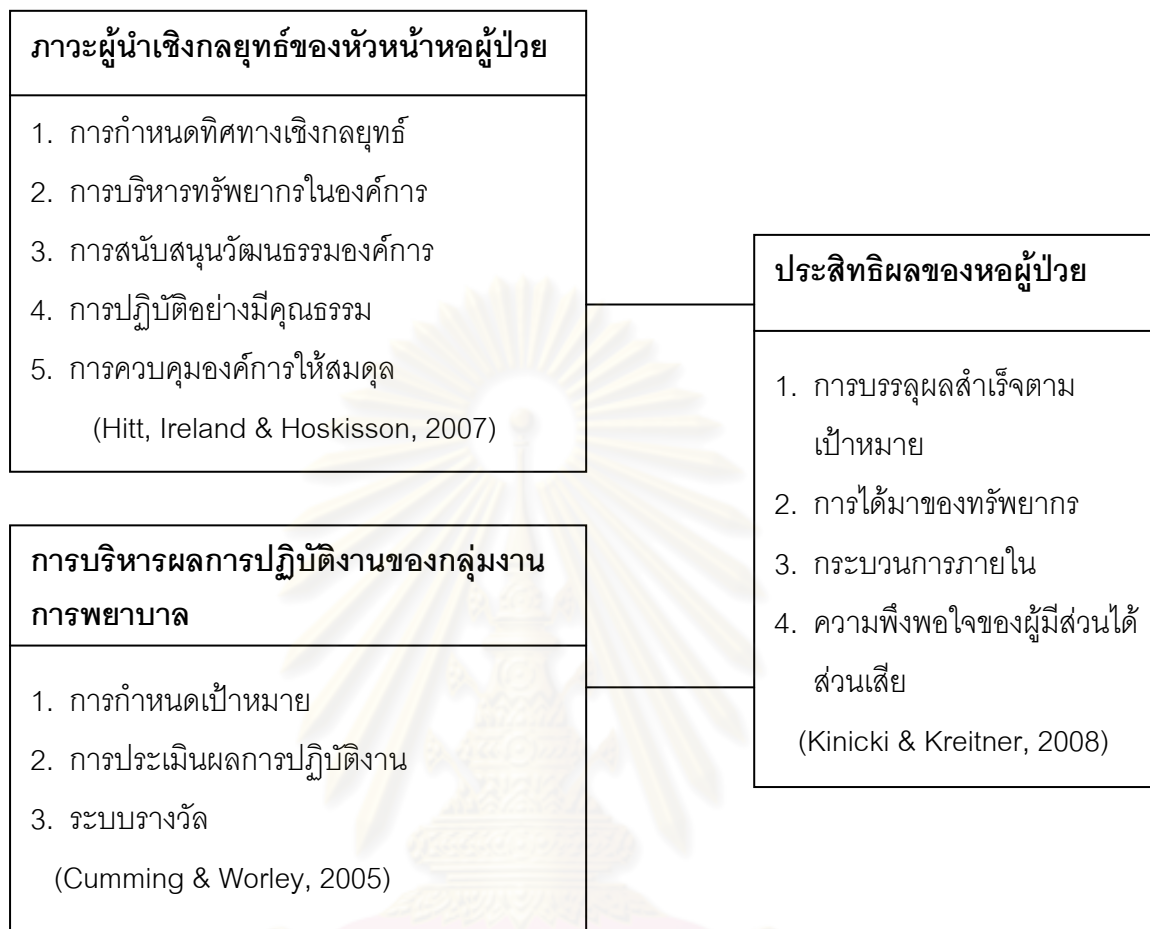 ภาวะผู้นำเชิงกลยุทธ์ของหัวหน้าหอผู้ป่วย
1. การกำหนดทิศทางเชิงกลยุทธ์
2. การบริหารทรัพยากรในองค์การ
3. การสนับสนุนวัฒนธรรมองค์การ
4. การปฏิบัติอย่างมีคุณธรรม
5. การควบคุมองค์การให้สมดุล
(Hitt, Ireland & Hoskisson, 2007)
การบริหารผลการปฏิบัติงานของกลุ่มงาน
การพยาบาล
1. การกำหนดเป้าหมาย
2. การประเมินผลการปฏิบัติงาน
3. ระบบรางวัล
(Cumming & Worley, 2005)
ประสิทธิผลของหอผู้ป่วย
1. การบรรลุผลสำเร็จตาม
เป้าหมาย
2. การได้มาของทรัพยากร
3. กระบวนการภายใน
4. ความพึงพอใจของผู้มีส่วนได้
ส่วนเสีย
(Kinicki & Kreitner, 2008)